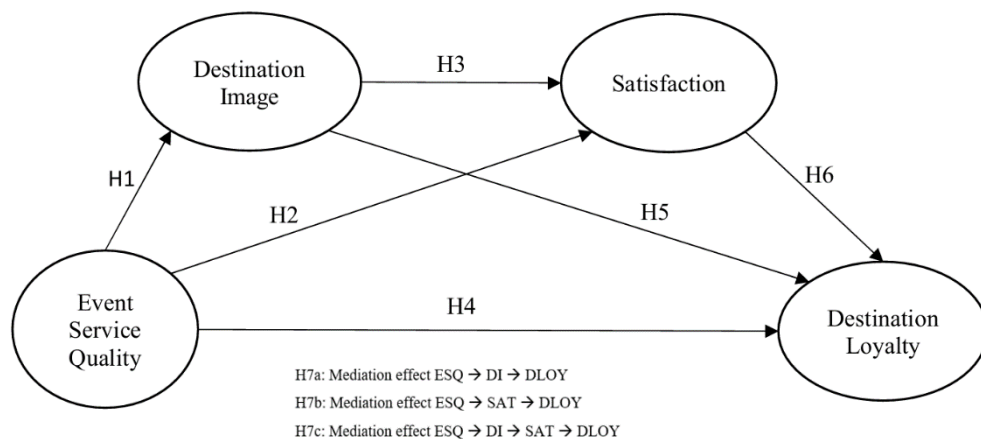 Destination
Image
H3
Satisfaction
H1
H2
H5
H6
Event
Service
Quality
H4
Destination
Loyalty
H7a: Mediation effect ESQ → DI → DLOY
H7b: Mediation effect ESQ → SAT → DLOY
H7c: Mediation effect ESQ → DI → SAT → DLOY